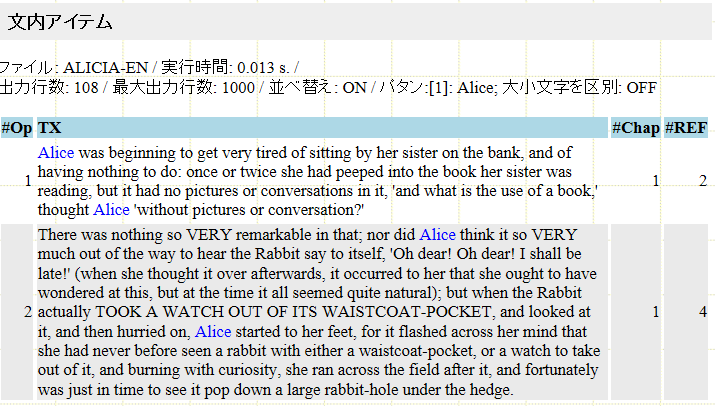 文内アイテム
ファイル: ALICIA-EN / 実行時間: 0.013 s. /
出力行数: 108 / 最大出力行数: 1000 / 並べ替え: ON / パタン:[1]: Alice; 大小文字を区別: OFF
#Op TX #Chap #REF
Alice was beginning to get very tired of sitting by her sister on the bank, and of
having nothing to do: once or twice she had peeped into the book her sister was
1 reading, but it had no pictures or conversations in it, 'and what is the use of a book,' 1 2
thought Alice 'without pictures or conversation?'
There was nothing so VERY remarkable in that; nor did Alice think it so VERY
much out of the way to hear the Rabbit say to itself, 'Oh dear! Oh dear! I shall be
late!' (when she thought it over afterwards, it occurred to her that she ought to have
wondered at this, but at the time it all seemed quite natural); but when the Rabbit
2 actually TOOK A WATCH OUT OF ITS WAISTCOAT-POCKET, and looked at 1 4
it, and then hurried on, Alice started to her feet, for it flashed across her mind that
she had never before seen a rabbit with either a waistcoat-pocket, or a watch to take
out of it, and burning with curiosity, she ran across the field after it, and fortunately
was just in time to see it pop down a large rabbit-hole under the hedge.